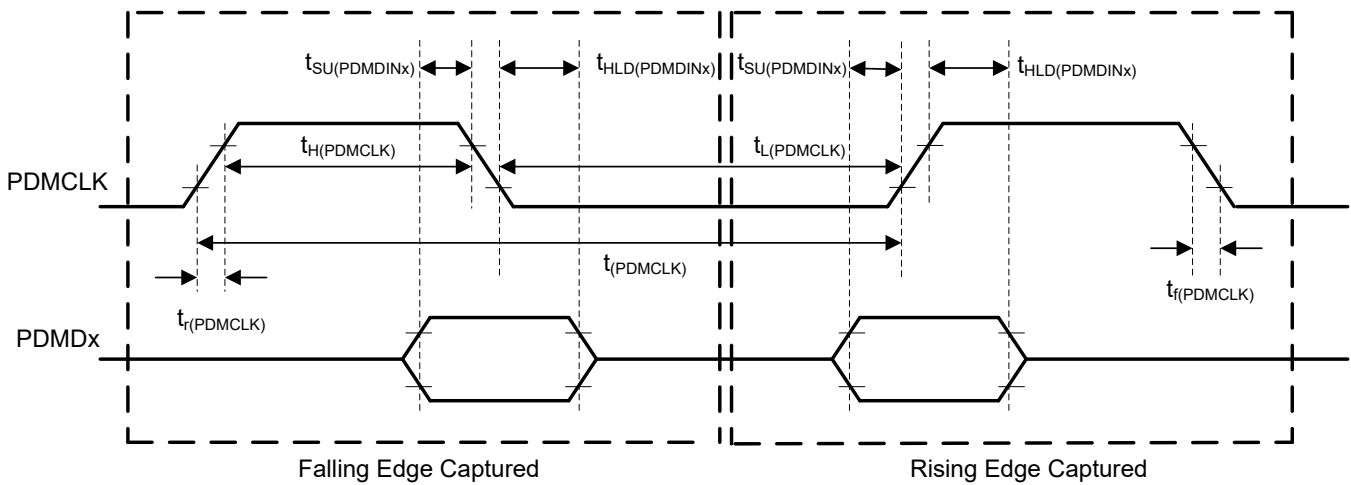 tSU(PDMDINx) tHLD(PDMDINx) tSU(PDMDINx) tHLD(PDMDINx)
tH(PDMCLK) tL(PDMCLK)
PDMCLK
t(PDMCLK)
tr(PDMCLK) tf(PDMCLK)
PDMDx
Falling Edge Captured Rising Edge Captured